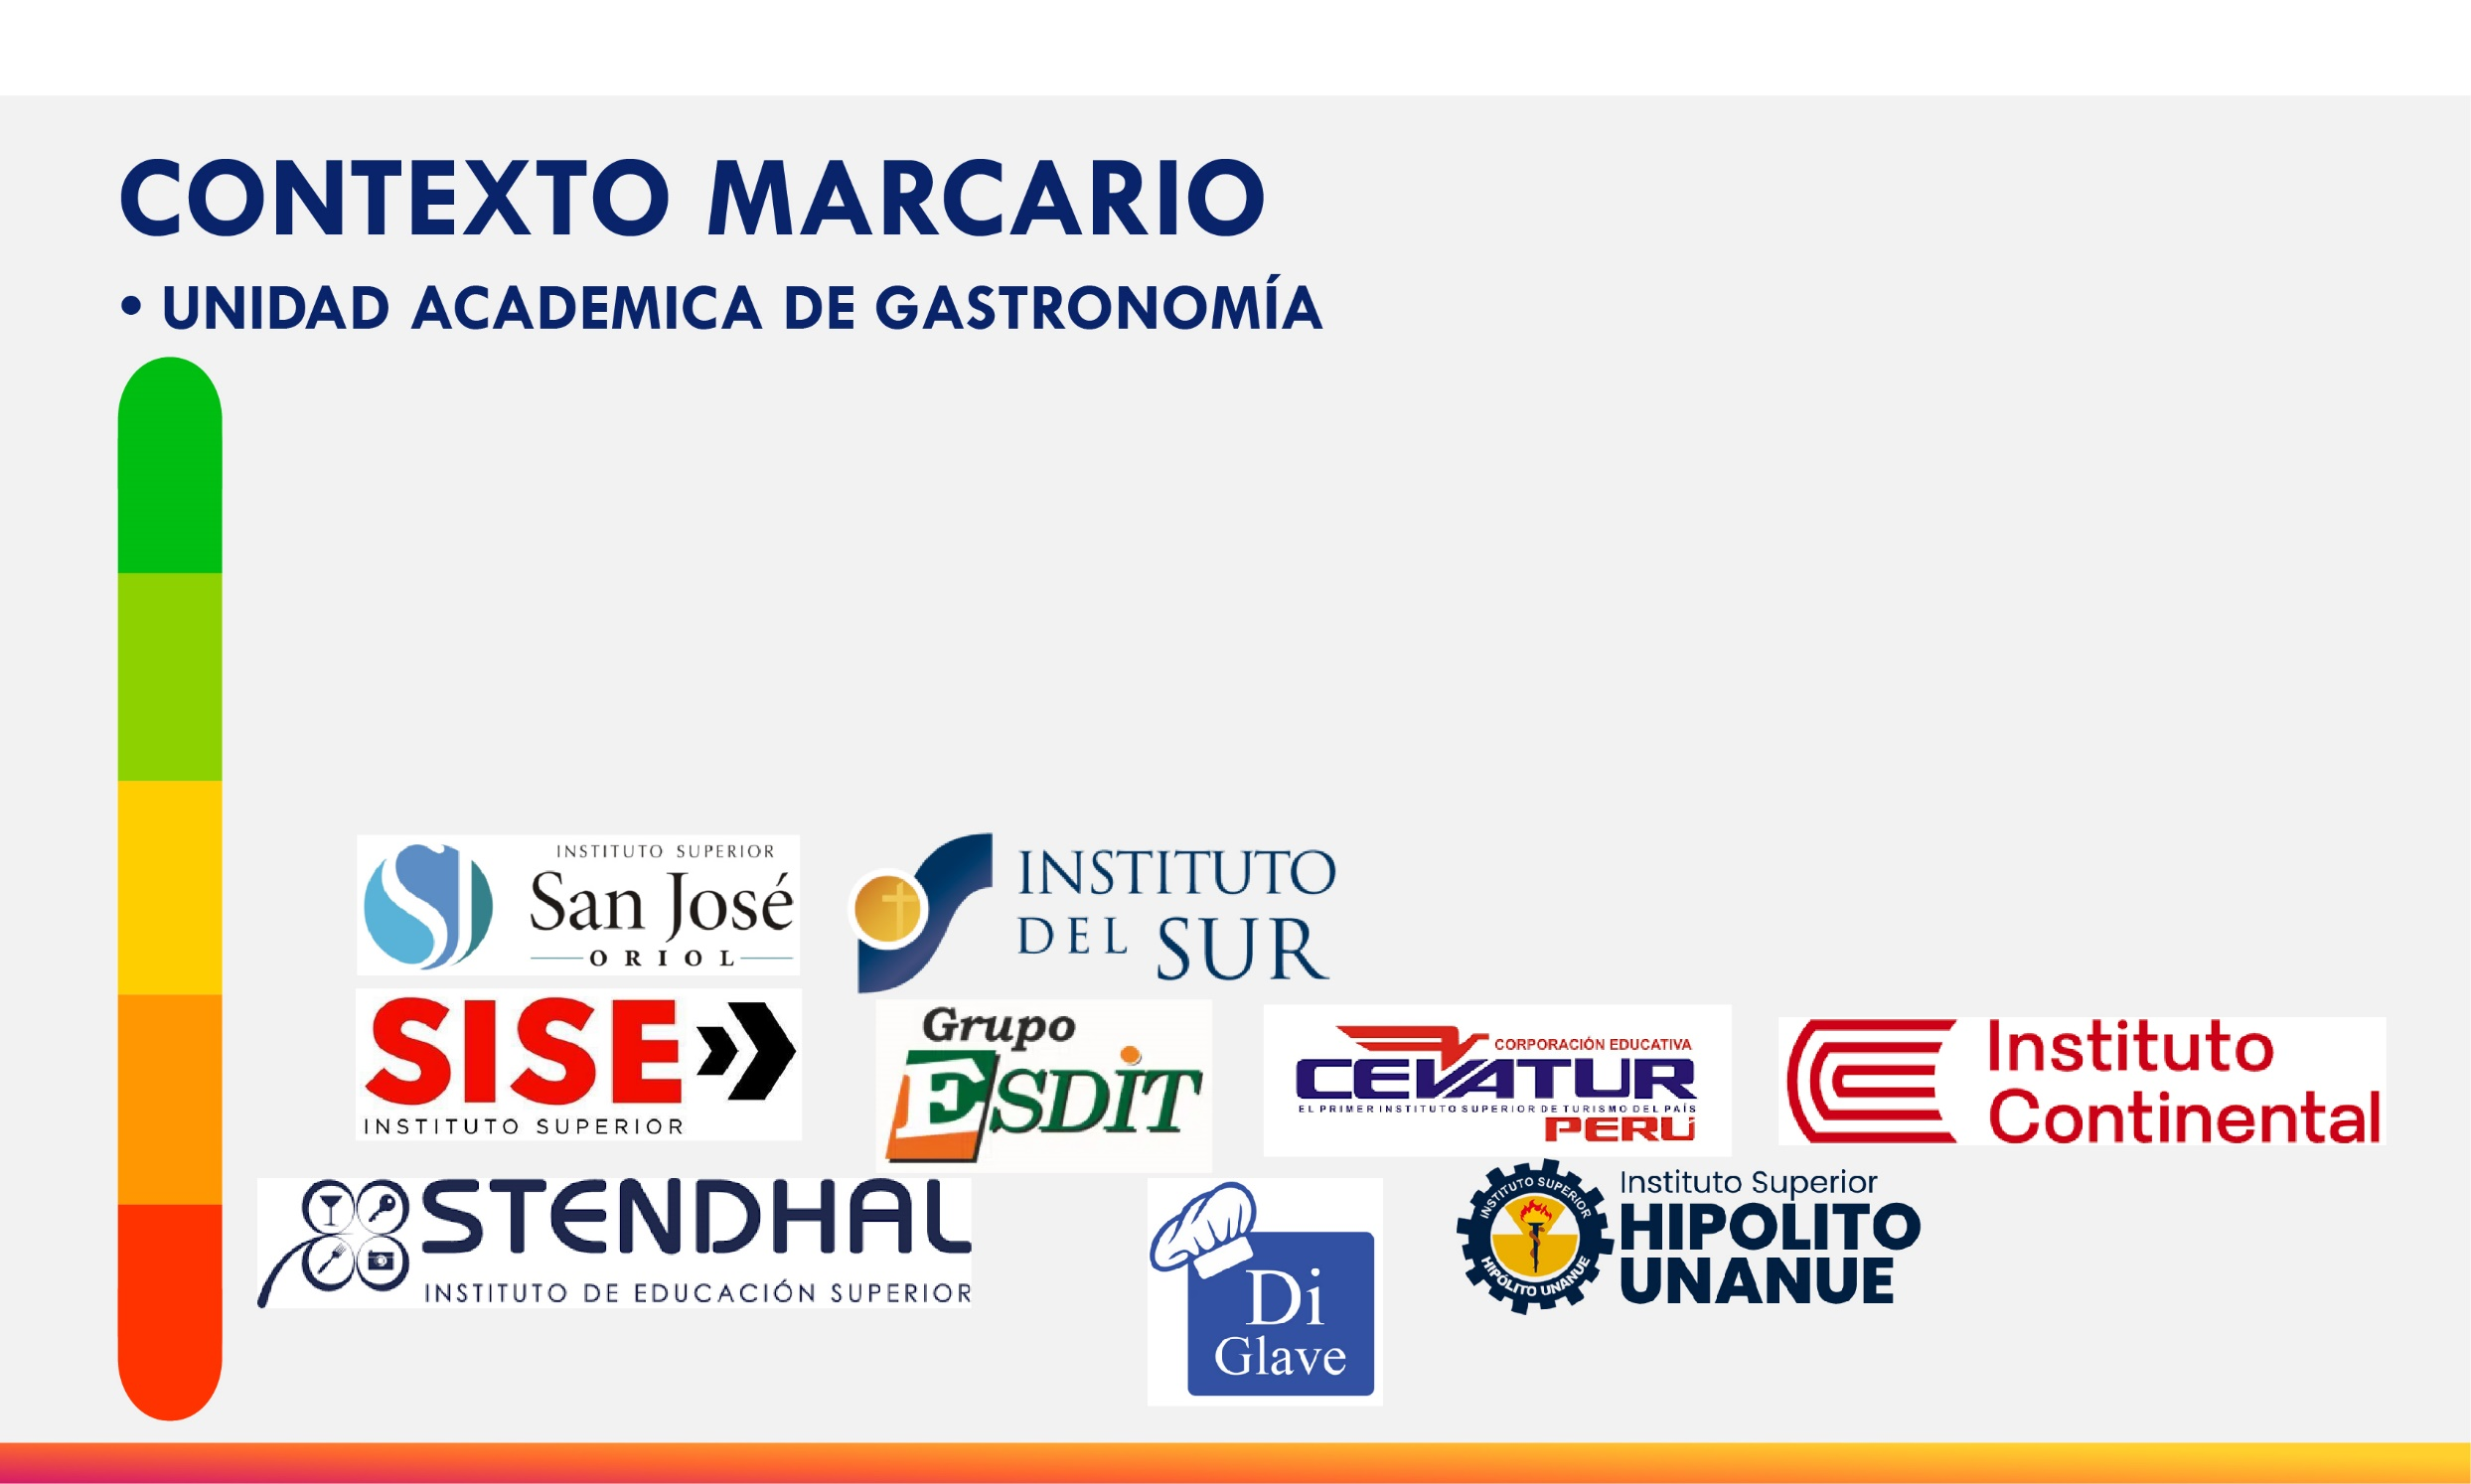 CONTEXTO MARCARIO
• UNIDAD ACADEMICA DE GASTRONOMÍA
INSTITUTO SUPERIOR
San José
ORIOL
INSTITUTO
DEL SUR
SISE
INSTITUTO SUPERIOR
Grupo
ESDIT
CORPORACIÓN EDUCATIVA
CEVATUR
EL PRIMER INSTITUTO SUPERIOR DE TURISMO DEL PAÍS
PERÚ
Instituto
Continental
STENDHAL
INSTITUTO DE EDUCACIÓN SUPERIOR
Di
Glave
INSTITUTO SUPERIOR
HIPÓLITO UNANUE
Instituto Superior
HIPOLITO
UNANUE